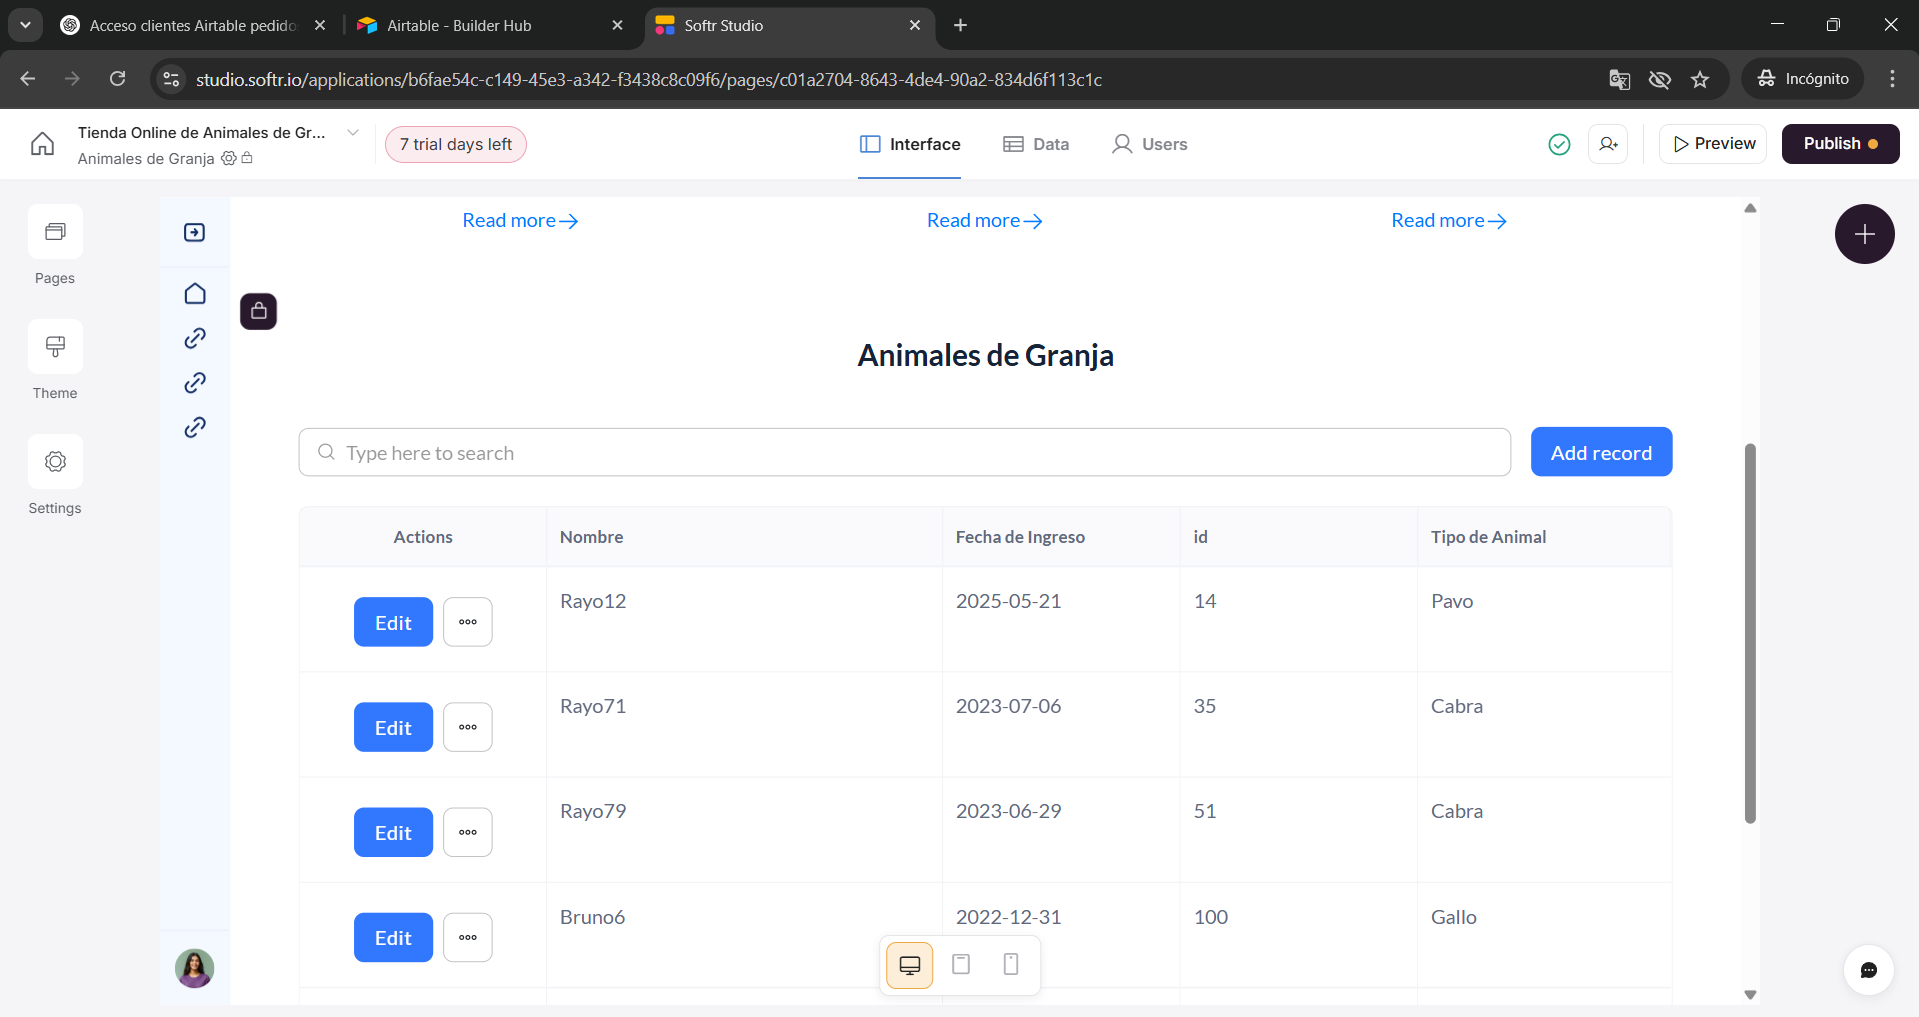 Acceso clientes Airtable pedido
Airtable - Builder Hub
Softr Studio
studio.softr.io/applications/b6fae54c-c149-45e3-a342-f3438c8c09f6/pages/c01a2704-8643-4de4-90a2-834d6f113c1c
Incógnito
Tienda Online de Animales de Gr...
Animales de Granja
7 trial days left
Interface
Data
Users
Preview
Publish
Pages
Theme
Settings
Read more
Read more
Read more
Animales de Granja
Type here to search
Add record
Actions Nombre Fecha de Ingreso id Tipo de Animal
Edit Rayo12 2025-05-21 14 Pavo
Edit Rayo71 2023-07-06 35 Cabra
Edit Rayo79 2023-06-29 51 Cabra
Edit Bruno6 2022-12-31 100 Gallo